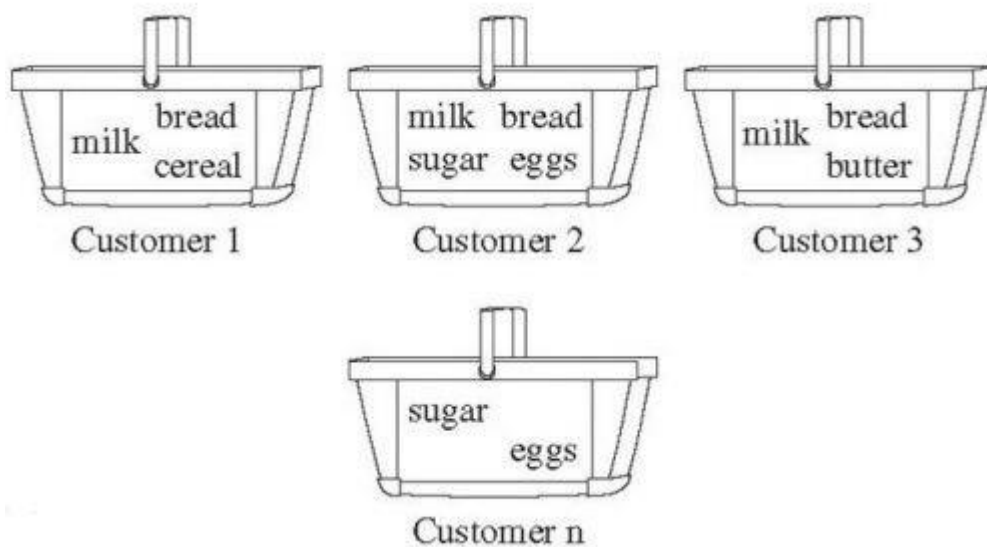 milk
bread
cereal
Customer 1
milk bread
sugar eggs
Customer 2
milk
bread
butter
Customer 3
sugar
eggs
Customer n